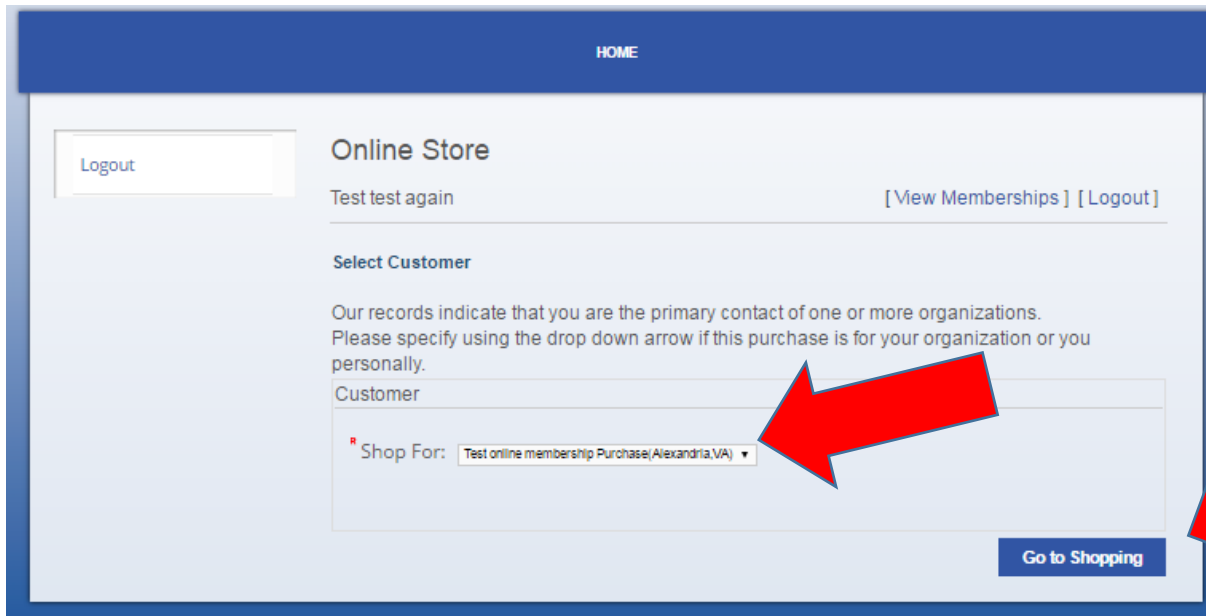 HOME
Logout
Online Store
Test test again [ View Memberships ] [ Logout ]
Select Customer
Our records indicate that you are the primary contact of one or more organizations.
Please specify using the drop down arrow if this purchase is for your organization or you
personally.
Customer
R Shop For: Test online membership Purchase(Alexandria,VA) ▼
Go to Shopping